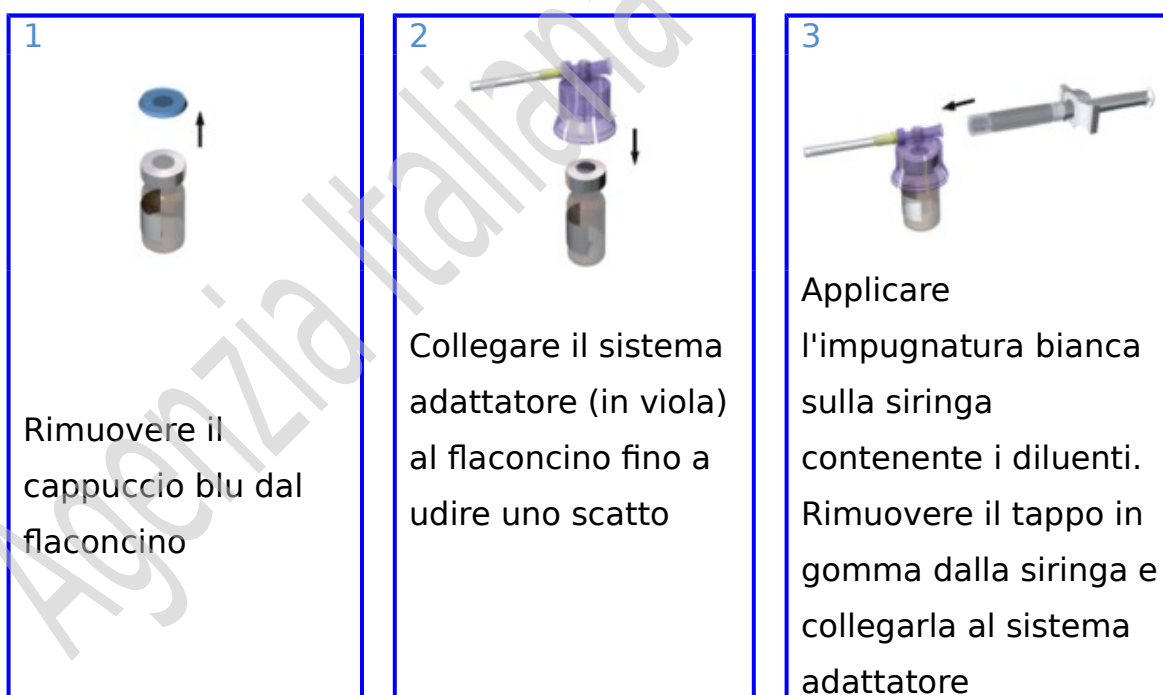 1
Rimuovere il
cappuccio blu dal
flaconcino
2
Collegare il sistema
adattatore (in viola)
al flaconcino fino a
udire uno scatto
3
Applicare
l'impugnatura bianca
sulla siringa
contenente i diluenti.
Rimuovere il tappo in
gomma dalla siringa e
collegarla al sistema
adattatore
Agenzia Italiana